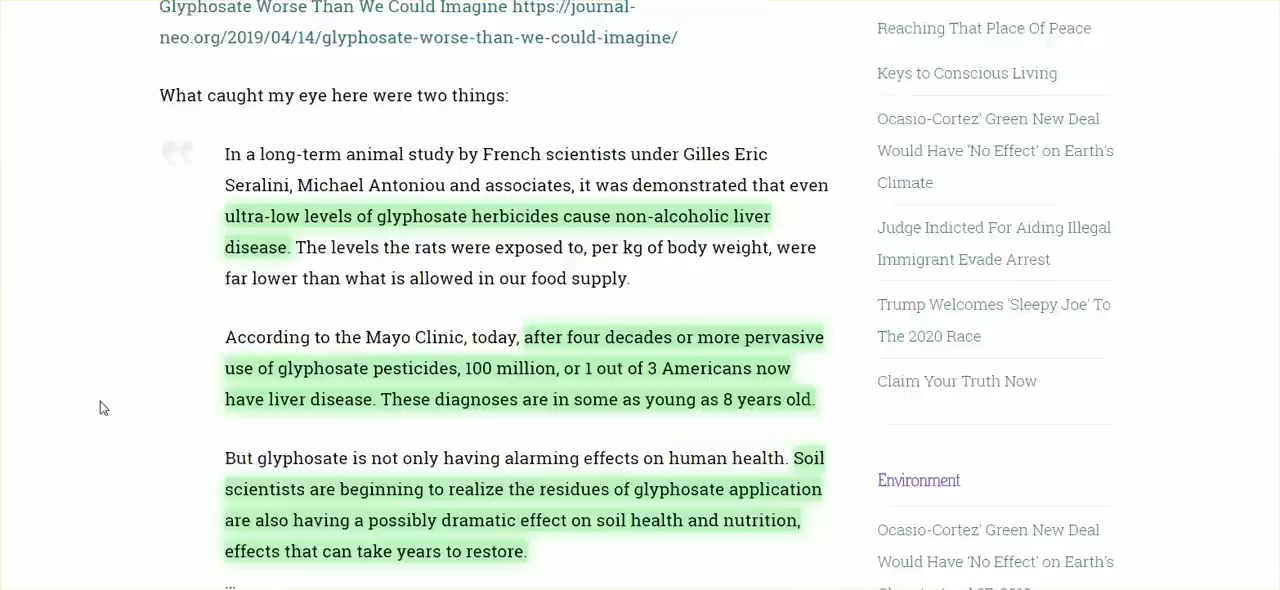 Glyphosate Worse Than We Could Imagine https://journal-
neo.org/2019/04/14/glyphosate-worse-than-we-could-imagine/
What caught my eye here were two things:
In a long-term animal study by French scientists under Gilles Eric
Seralini, Michael Antoniou and associates, it was demonstrated that even
ultra-low levels of glyphosate herbicides cause non-alcoholic liver
disease. The levels the rats were exposed to, per kg of body weight, were
far lower than what is allowed in our food supply.
According to the Mayo Clinic, today, after four decades or more pervasive
use of glyphosate pesticides, 100 million, or 1 out of 3 Americans now
have liver disease. These diagnoses are in some as young as 8 years old.
But glyphosate is not only having alarming effects on human health. Soil
scientists are beginning to realize the residues of glyphosate application
are also having a possibly dramatic effect on soil health and nutrition,
effects that can take years to restore.
...
Reaching That Place Of Peace
Keys to Conscious Living
Ocasio-Cortez' Green New Deal
Would Have 'No Effect' on Earth's
Climate
Judge Indicted For Aiding Illegal
Immigrant Evade Arrest
Trump Welcomes 'Sleepy Joe' To
The 2020 Race
Claim Your Truth Now
Environment
Ocasio-Cortez' Green New Deal
Would Have 'No Effect' on Earth's